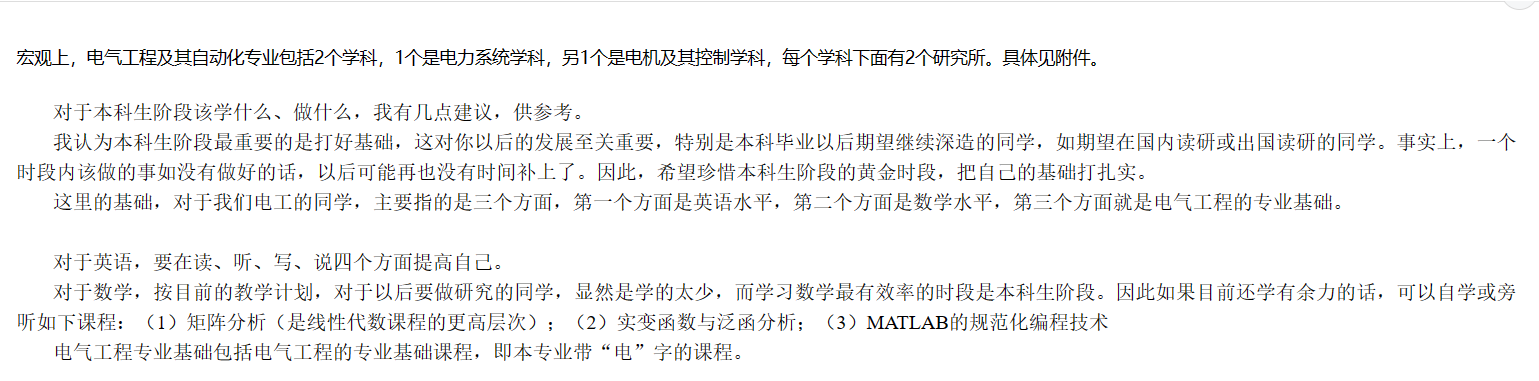 宏观上，电气工程及其自动化专业包括2个学科，1个是电力系统学科，另1个是电机及其控制学科，每个学科下面有2个研究所。具体见附件。
对于本科生阶段该学什么、做什么，我有几点建议，供参考。
我认为本科生阶段最重要的是打好基础，这对你以后的发展至关重要，特别是本科毕业以后期望继续深造的同学，如期望在国内读研或出国读研的同学。事实上，一个
时段内该做的事如没有做好的话，以后可能再也没有时间补上了。因此，希望珍惜本科生阶段的黄金时段，把自己的基础打扎实。
这里的基础，对于我们电工的同学，主要指的是三个方面，第一个方面是英语水平，第二个方面是数学水平，第三个方面就是电气工程的专业基础。
对于英语，要在读、听、写、说四个方面提高自己。
对于数学，按目前的教学计划，对于以后要做研究的同学，显然是学的太少，而学习数学最有效率的时段是本科生阶段。因此如果目前还学有余力的话，可以自学或旁
听如下课程：（1）矩阵分析（是线性代数课程的更高层次）；（2）实变函数与泛函分析；（3）MATLAB的规范化编程技术
电气工程专业基础包括电气工程的专业基础课程，即本专业带“电”字的课程。